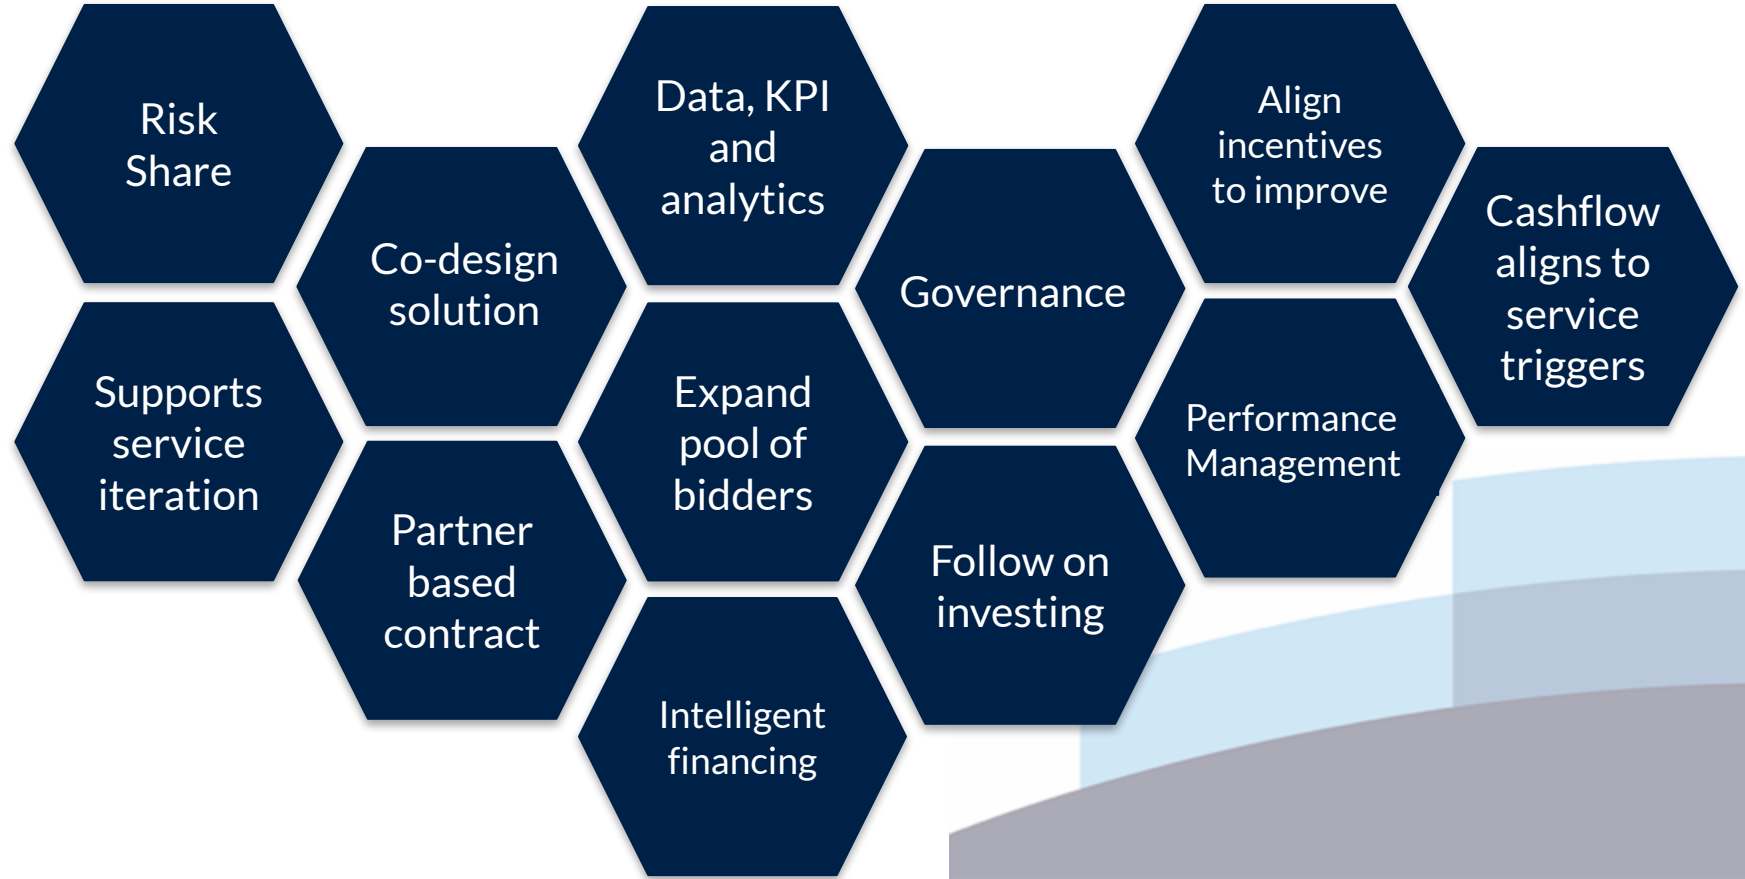 Risk
Share
Supports
service
iteration
Co-design
solution
Partner
based
contract
Data, KPI
and
analytics
Expand
pool of
bidders
Intelligent
financing
Governance
Follow on
investing
Align
incentives
to improve
Performance
Management
Cashflow
aligns to
service
triggers